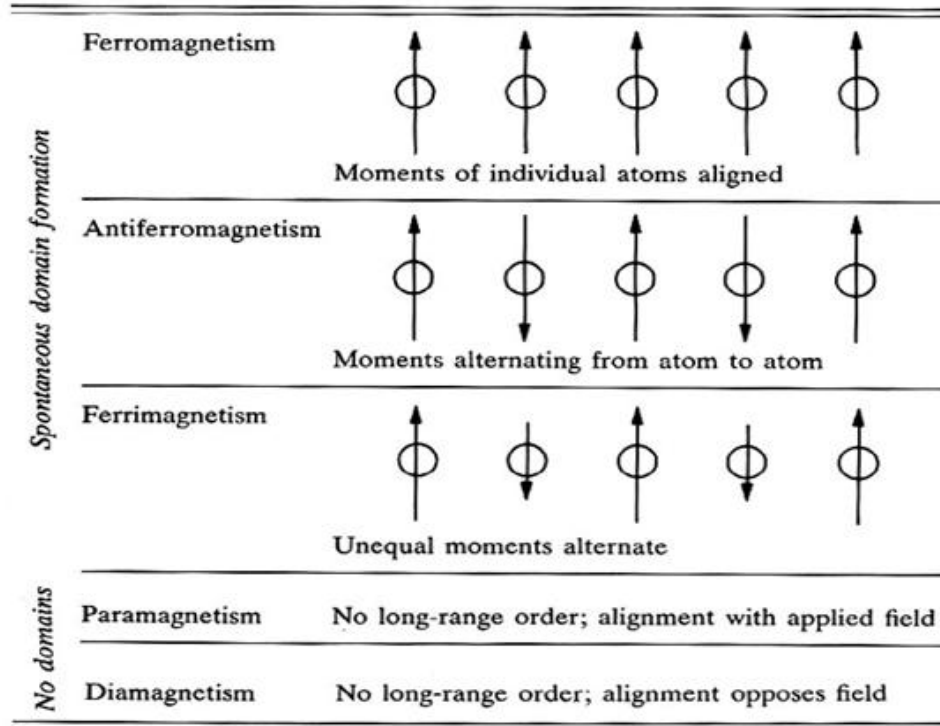 Spontaneous domain formation
Ferromagnetism
Moments of individual atoms aligned
Antiferromagnetism
Moments alternating from atom to atom
Ferrimagnetism
Unequal moments alternate
No domains
Paramagnetism No long-range order; alignment with applied field
Diamagnetism No long-range order; alignment opposes field